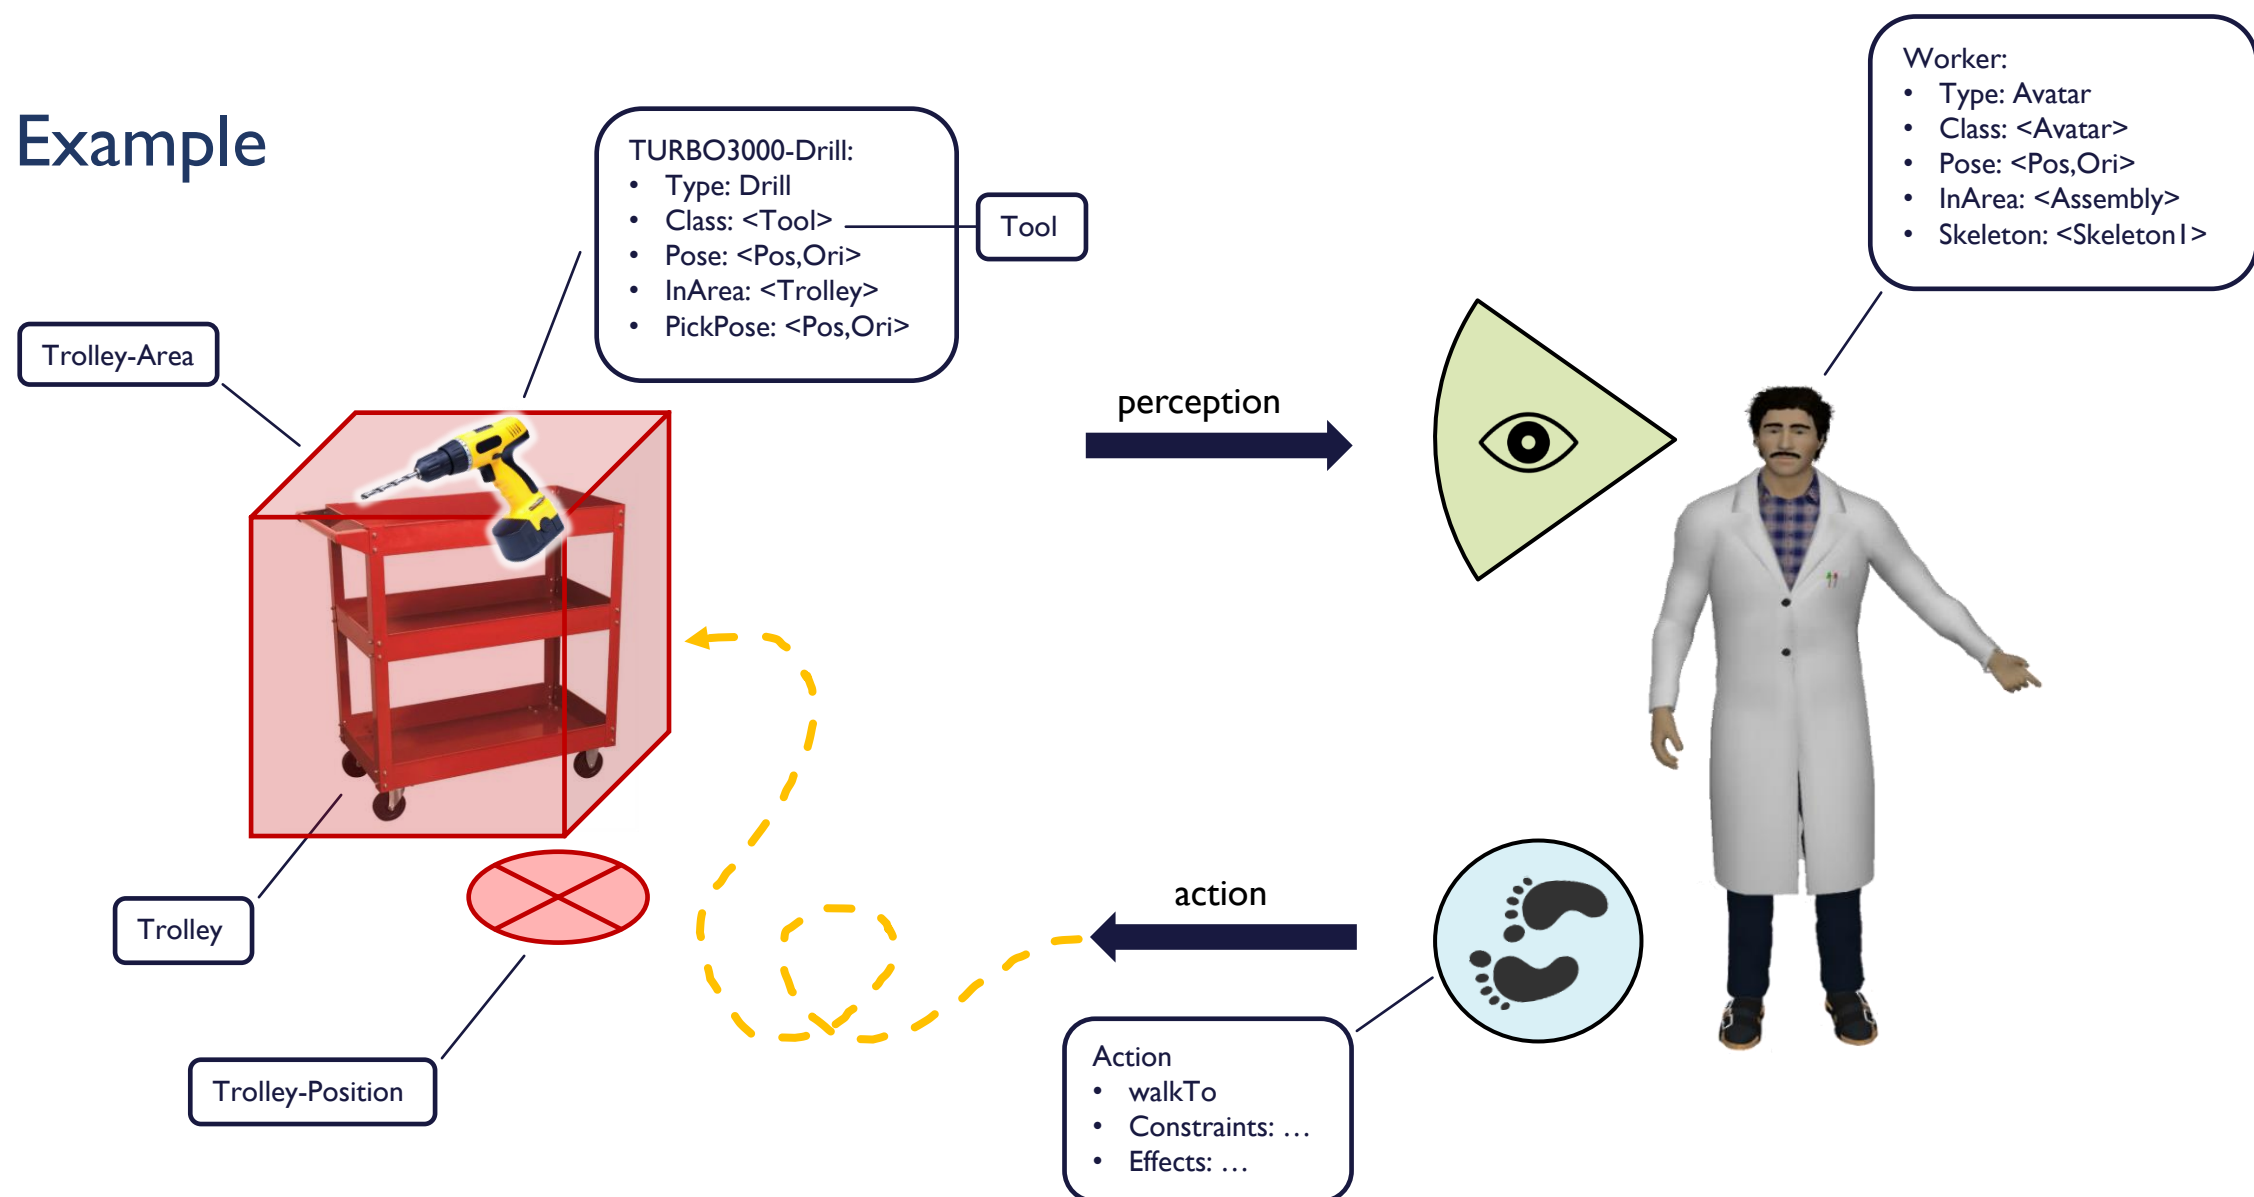 Example
TURBO3000-Drill:
• Type: Drill
• Class: <Tool>
• Pose: <Pos,Ori>
• InArea: <Trolley>
• PickPose: <Pos,Ori>
Tool
Worker:
• Type: Avatar
• Class: <Avatar>
• Pose: <Pos,Ori>
• InArea: <Assembly>
• Skeleton: <Skeleton1>
Trolley-Area
perception
Trolley
action
Trolley-Position
Action
• walkTo
• Constraints: …
• Effects: …